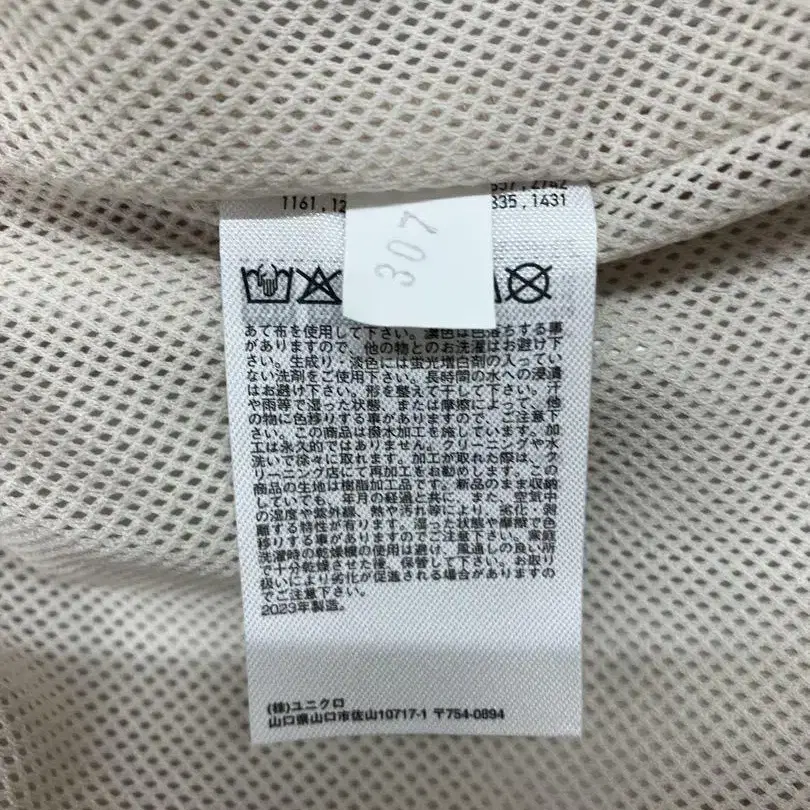 1161,12
835,1431
307
あて布を使用して下さい。濃色は色落ちする事
がありますので、他の物とのお洗濯はお避け下
さい。生成り・淡色には蛍光増白剤の入ってい
ない洗剤をご使用下さい。長時間の水への浸漬
はお避け下さい。形を整えて干して下さい。汗
や雨等で湿った状態、または摩擦によって、他
の物に色移りする事がありますので、ご注意下
さい。この商品は撥水加工を施しています。加
工は永久的ではありません。クリーニングや水
洗いで徐々に取れます。加工が取れた際は、ク
リーニング店にて再加工をお勧めします。この
商品の生地は樹脂加工品です。新品のまま収納
していても、年月の経過と共に、また、空気中
の湿度や紫外線、熱や汚れ等により、劣化・剥
離する特性が有ります。湿った状態や摩擦で色
移りする事がありますのでご注意下さい。家庭
洗濯時の乾燥機の使用は避け、風通しの良い所
で十分乾燥させた後、保管して下さい。お取り
扱いにより劣化が促進される場合がありますの
でご注意下さい。
2023年製造。
(株)ユニクロ
山口県山口市佐山10717-1 〒754-0894